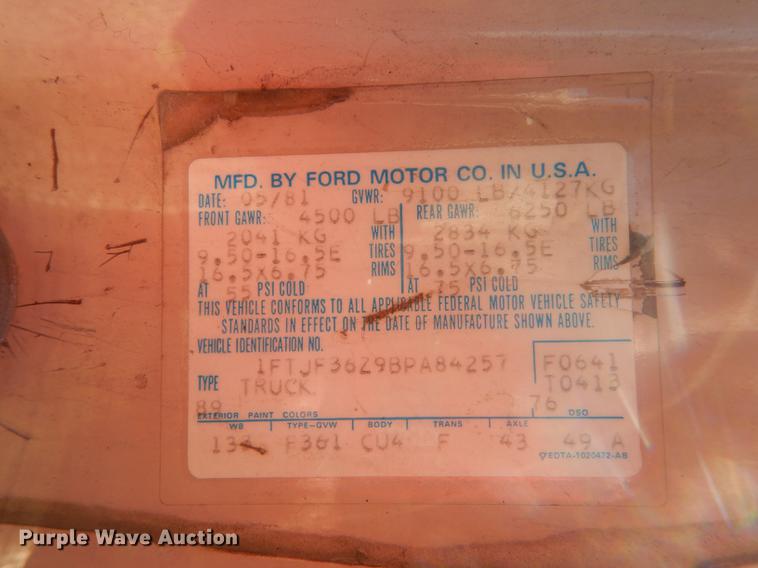 MFD. BY FORD MOTOR CO. IN U.S.A.
DATE: 05/81 GVWR: 9100 LB/4127KG
FRONT GAWR: 4500 LB REAR GAWR: 6250 LB
2041 KG WITH 2834 KG WITH
9.50-16.5E TIRES 9.50-16.5E TIRES
16.5X6.75 RIMS 16.5X6.75 RIMS
AT 55 PSI COLD AT 75 PSI COLD
THIS VEHICLE CONFORMS TO ALL APPLICABLE FEDERAL MOTOR VEHICLE SAFETY
STANDARDS IN EFFECT ON THE DATE OF MANUFACTURE SHOWN ABOVE.
VEHICLE IDENTIFICATION NO.
1FTJF36Z9BPA84257 F0641
TYPE TRUCK T0413
89 76
EXTERIOR PAINT COLORS DSO
WB TYPE-GVW BODY TRANS AXLE
F361 CU4 F 43 49 A
EDTA-1020472-AB
Purple Wave Auction